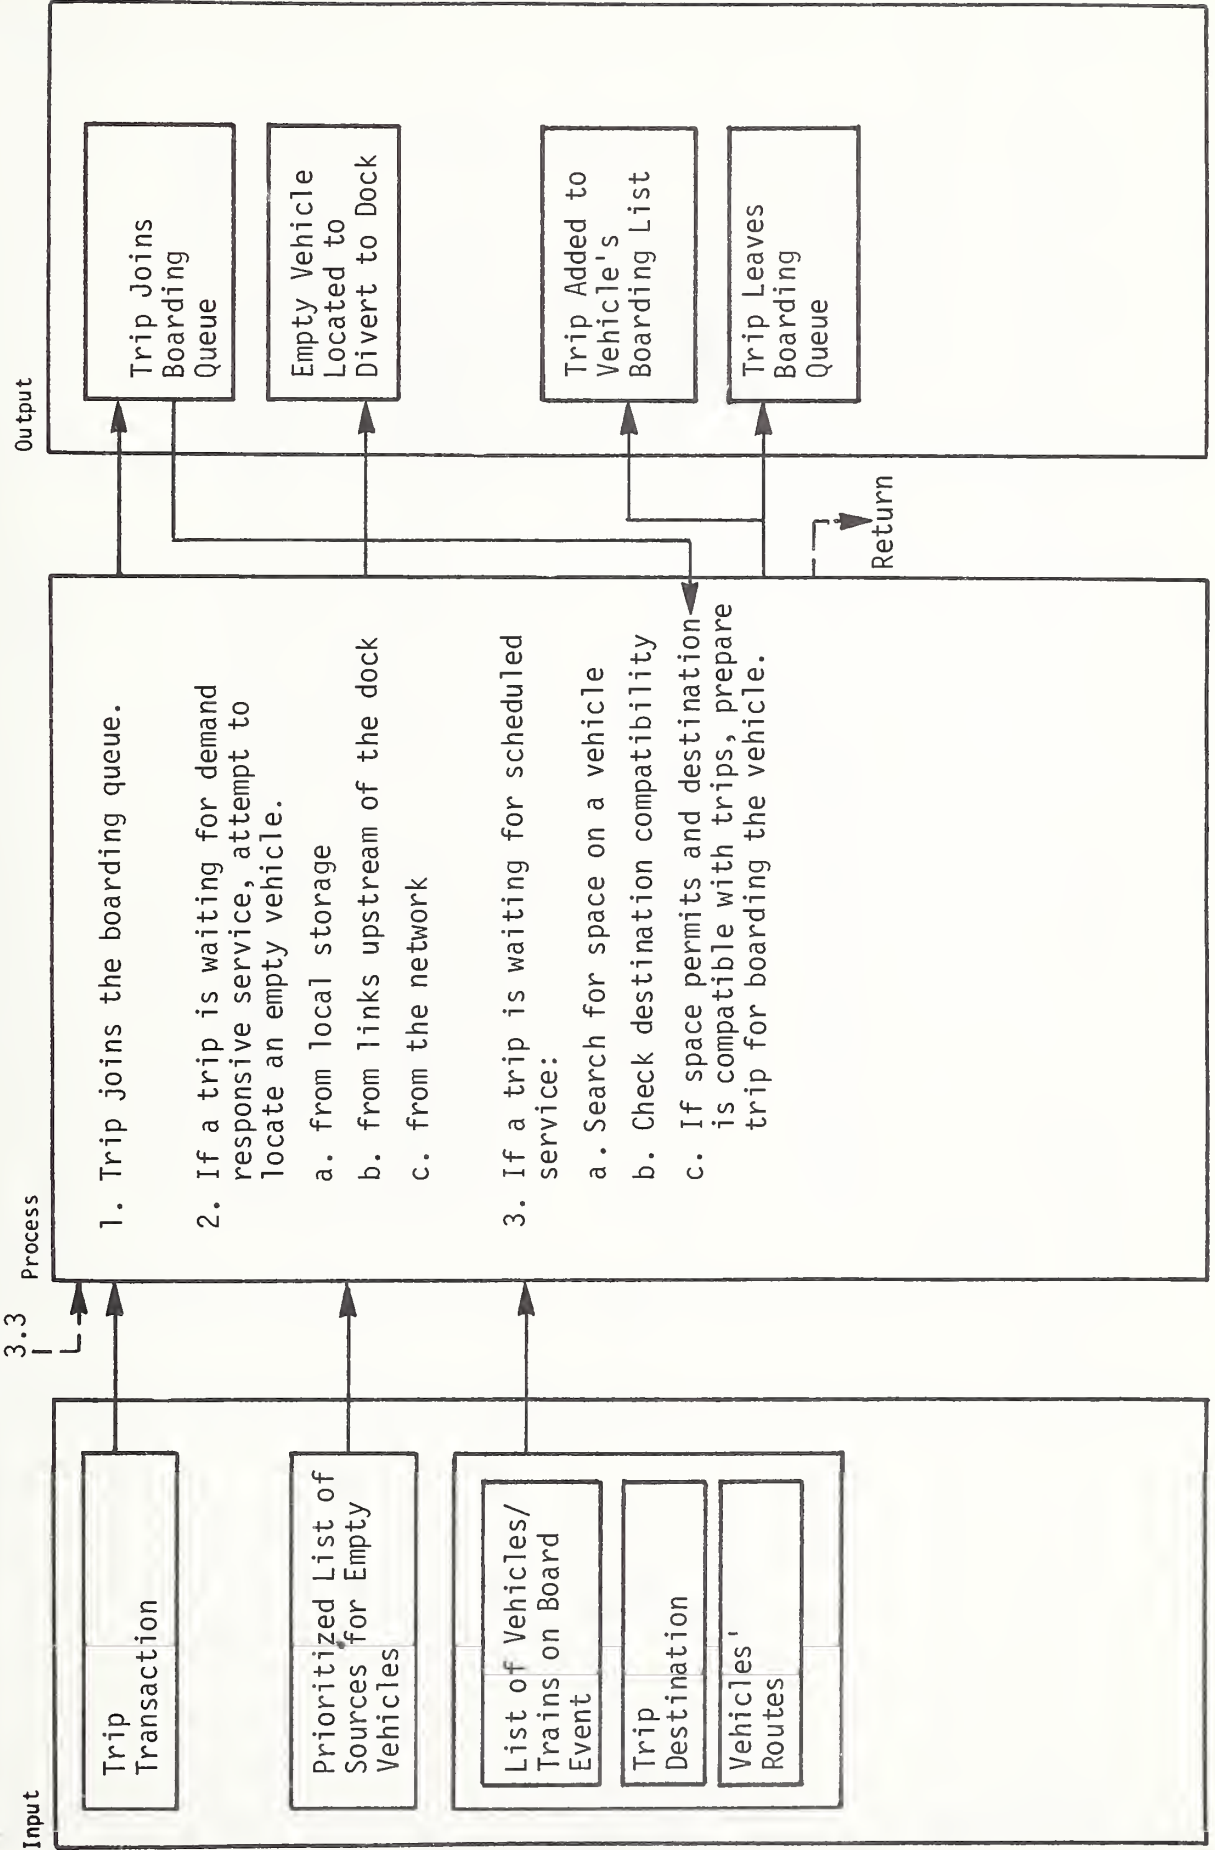 Input
Trip
Transaction
Prioritized List of
Sources for Empty
Vehicles
List of Vehicles/
Trains on Board
Event
Trip
Destination
Vehicles'
Routes
3.3
Process
1. Trip joins the boarding queue.
2. If a trip is waiting for demand
responsive service, attempt to
locate an empty vehicle.
a. from local storage
b. from links upstream of the dock
c. from the network
3. If a trip is waiting for scheduled
service:
a. Search for space on a vehicle
b. Check destination compatibility
c. If space permits and destination
is compatible with trips, prepare
trip for boarding the vehicle.
Return
Output
Trip Joins
Boarding
Queue
Empty Vehicle
Located to
Divert to Dock
Trip Added to
Vehicle's
Boarding List
Trip Leaves
Boarding
Queue